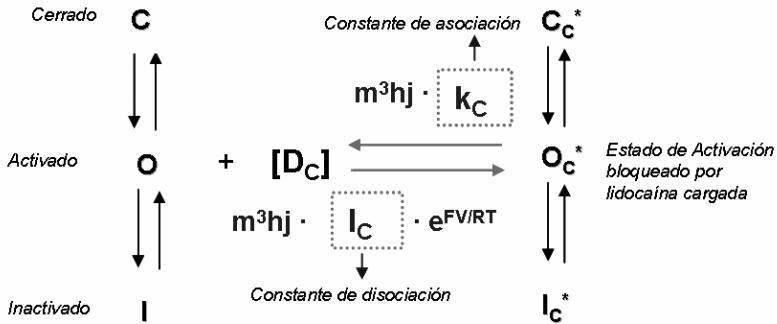 Cerrado C Constante de asociación C_C*
m³hj · k_C
Activado O + [D_C] O_C* Estado de Activación
bloqueado por
lidocaína cargada
m³hj · l_C · e^FV/RT
Constante de disociación
Inactivado I I_C*